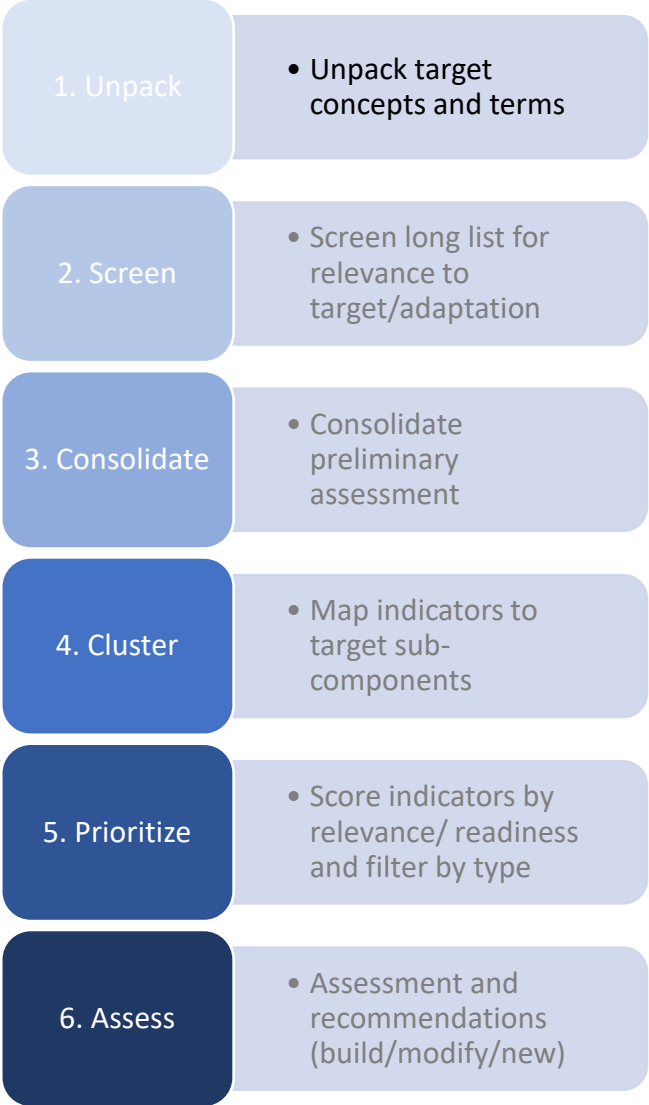 1. Unpack
• Unpack target
concepts and terms
2. Screen
• Screen long list for
relevance to
target/adaptation
3. Consolidate
• Consolidate
preliminary
assessment
4. Cluster
• Map indicators to
target sub-
components
5. Prioritize
• Score indicators by
relevance/ readiness
and filter by type
6. Assess
• Assessment and
recommendations
(build/modify/new)